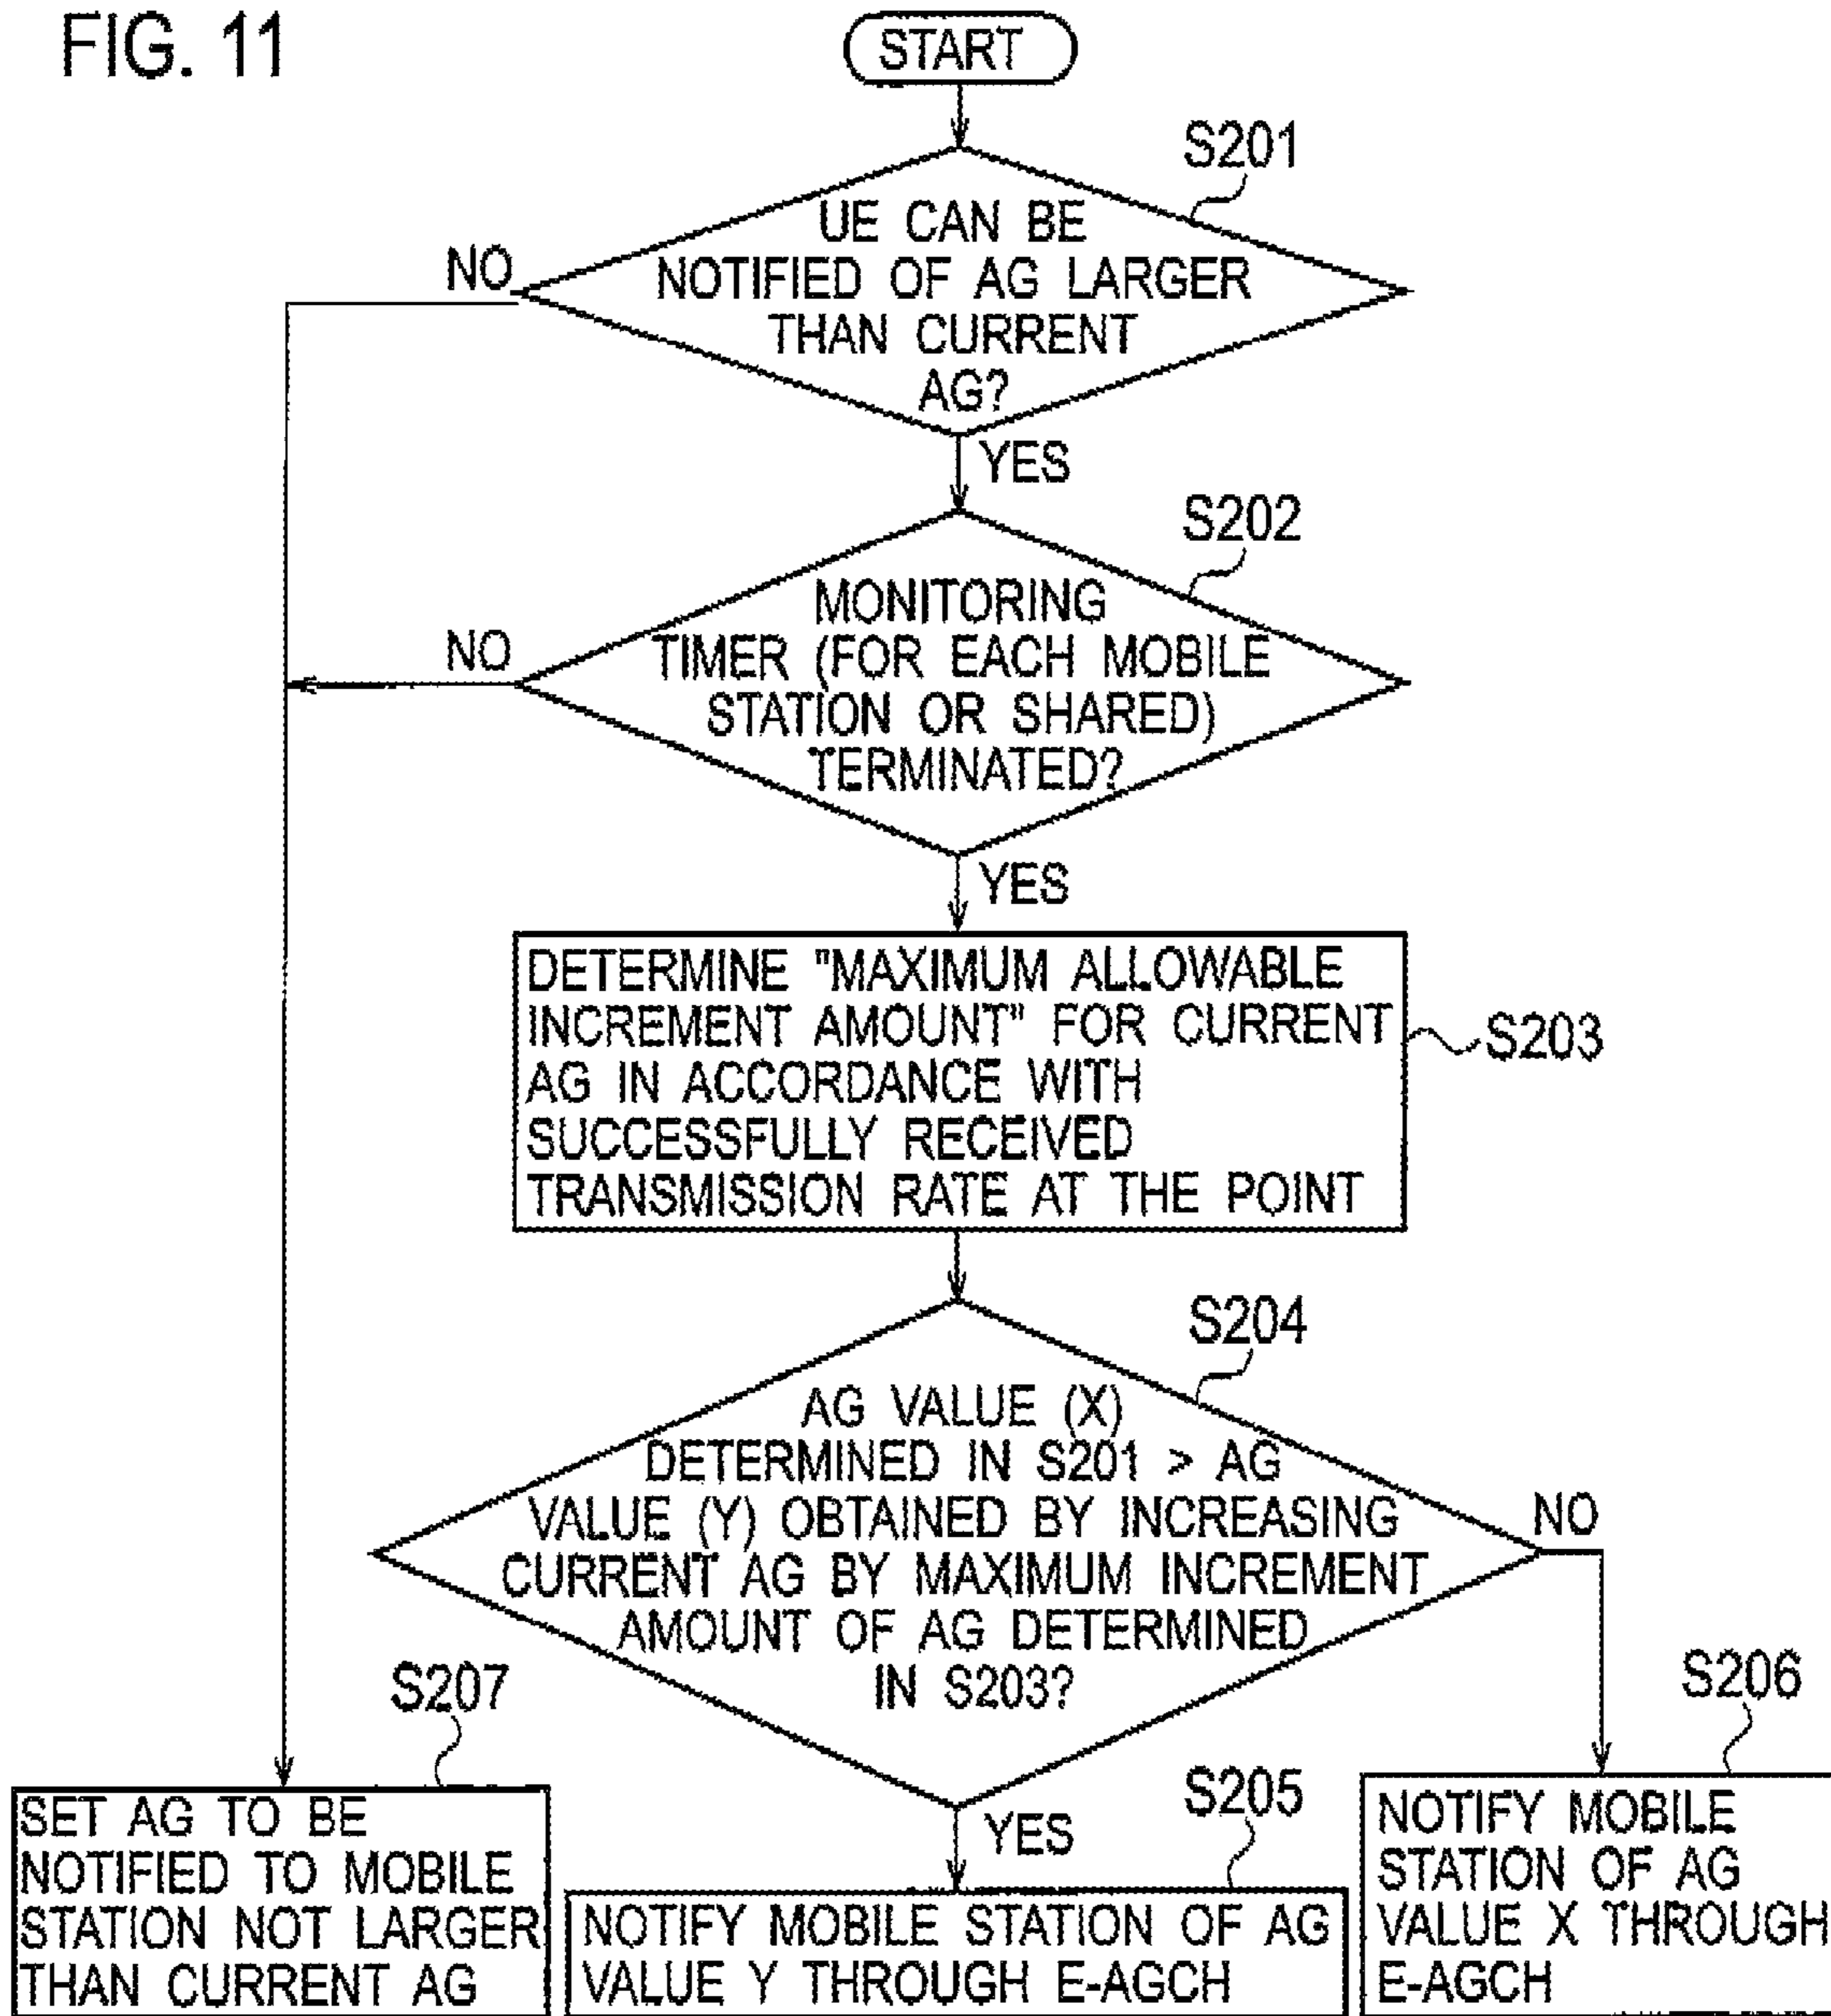 FIG. 11
START
S201
UE CAN BE
NOTIFIED OF AG LARGER
THAN CURRENT
AG?
NO
YES
S202
MONITORING
TIMER (FOR EACH MOBILE
STATION OR SHARED)
TERMINATED?
NO
YES
DETERMINE "MAXIMUM ALLOWABLE
INCREMENT AMOUNT" FOR CURRENT
AG IN ACCORDANCE WITH
SUCCESSFULLY RECEIVED
TRANSMISSION RATE AT THE POINT
S203
S204
AG VALUE (X)
DETERMINED IN S201 > AG
VALUE (Y) OBTAINED BY INCREASING
CURRENT AG BY MAXIMUM INCREMENT
AMOUNT OF AG DETERMINED
IN S203?
NO
YES
S207
SET AG TO BE
NOTIFIED TO MOBILE
STATION NOT LARGER
THAN CURRENT AG
S205
NOTIFY MOBILE STATION OF AG
VALUE Y THROUGH E-AGCH
S206
NOTIFY MOBILE
STATION OF AG
VALUE X THROUGH
E-AGCH